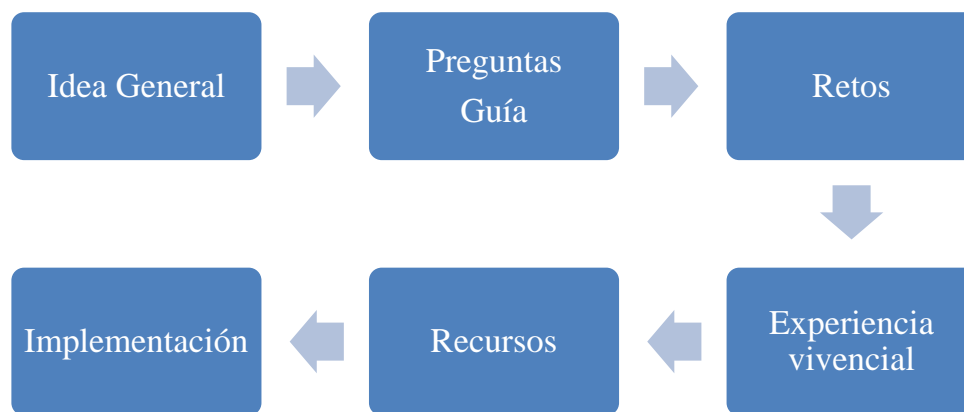 Idea General
Preguntas
Guía
Retos
Experiencia
vivencial
Recursos
Implementación